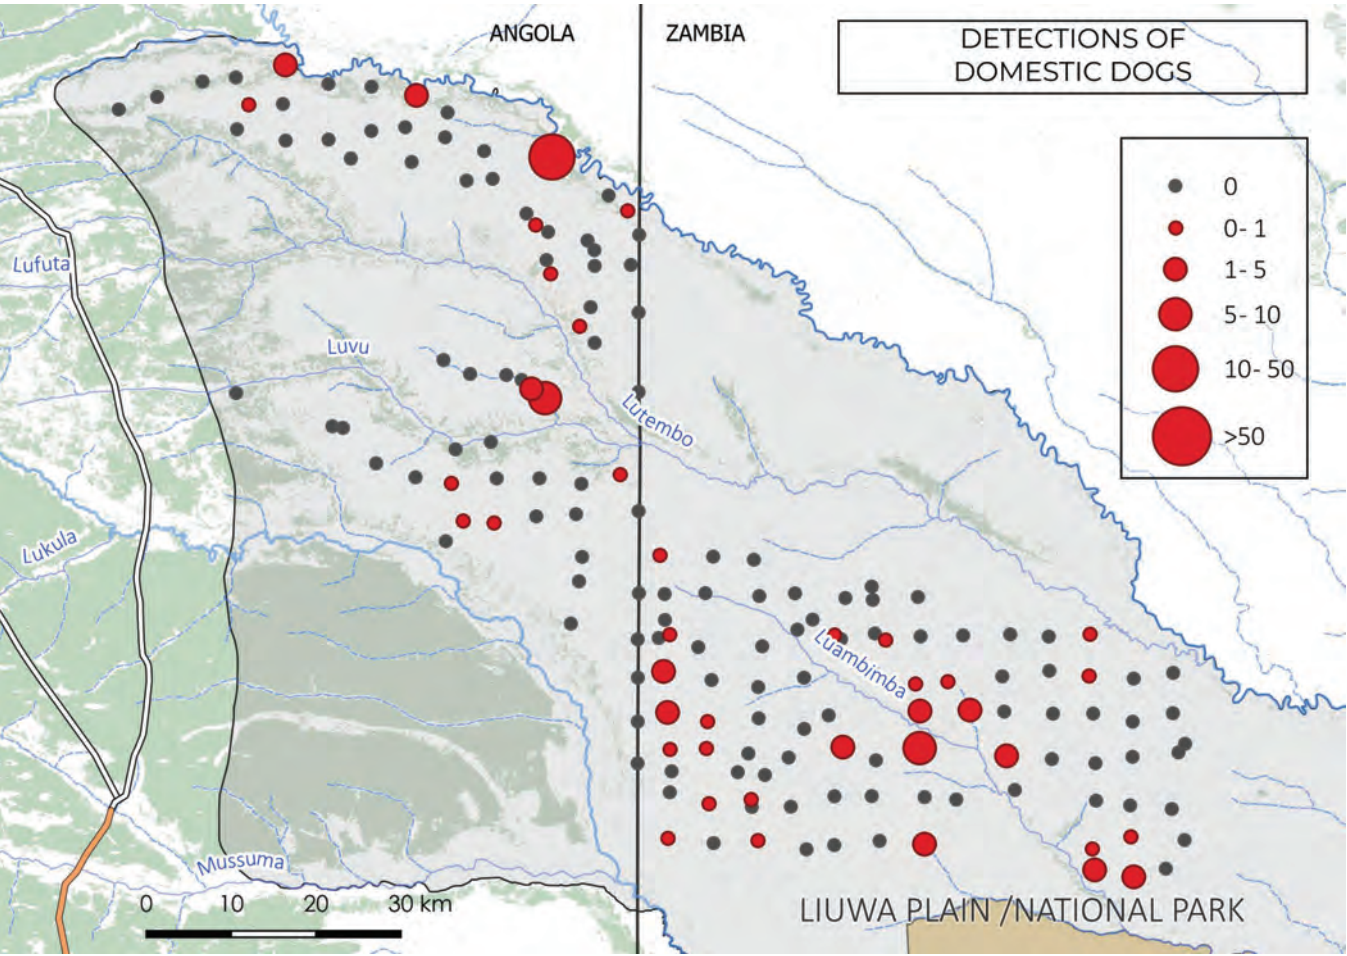 ANGOLA
ZAMBIA
DETECTIONS OF
DOMESTIC DOGS
0
0- 1
1- 5
5- 10
10- 50
>50
Lufuta
Luvu
Lutembo
Lukula
Luambimba
Mussuma
0 10 20 30 km
LIUWA PLAIN /NATIONAL PARK